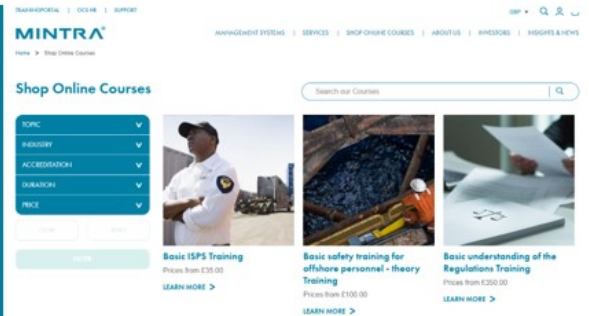 TRAININGPORTAL | OCS HR | SUPPORT
GBP
MINTRA
MANAGEMENT SYSTEMS | SERVICES | SHOP ONLINE COURSES | ABOUT US | INVESTORS | INSIGHTS & NEWS
Home > Shop Online Courses
Shop Online Courses
Search our Courses
TOPIC
INDUSTRY
ACCREDITATION
DURATION
PRICE
Basic ISPS Training
Prices from £35.00
LEARN MORE >
Basic safety training for
offshore personnel - theory
Training
Prices from £100.00
LEARN MORE >
Basic understanding of the
Regulations Training
Prices from £350.00
LEARN MORE >